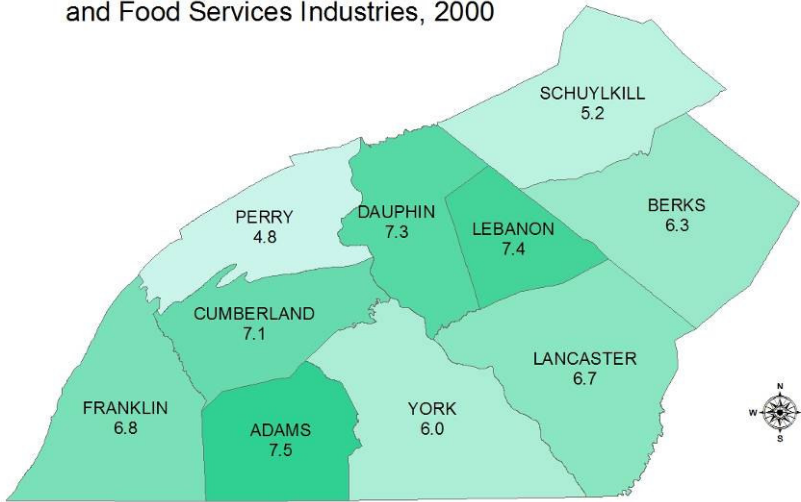 and Food Services Industries, 2000
SCHUYLKILL
5.2
BERKS
6.3
PERRY
4.8
DAUPHIN
7.3
LEBANON
7.4
CUMBERLAND
7.1
LANCASTER
6.7
FRANKLIN
6.8
ADAMS
7.5
YORK
6.0
N
W
S